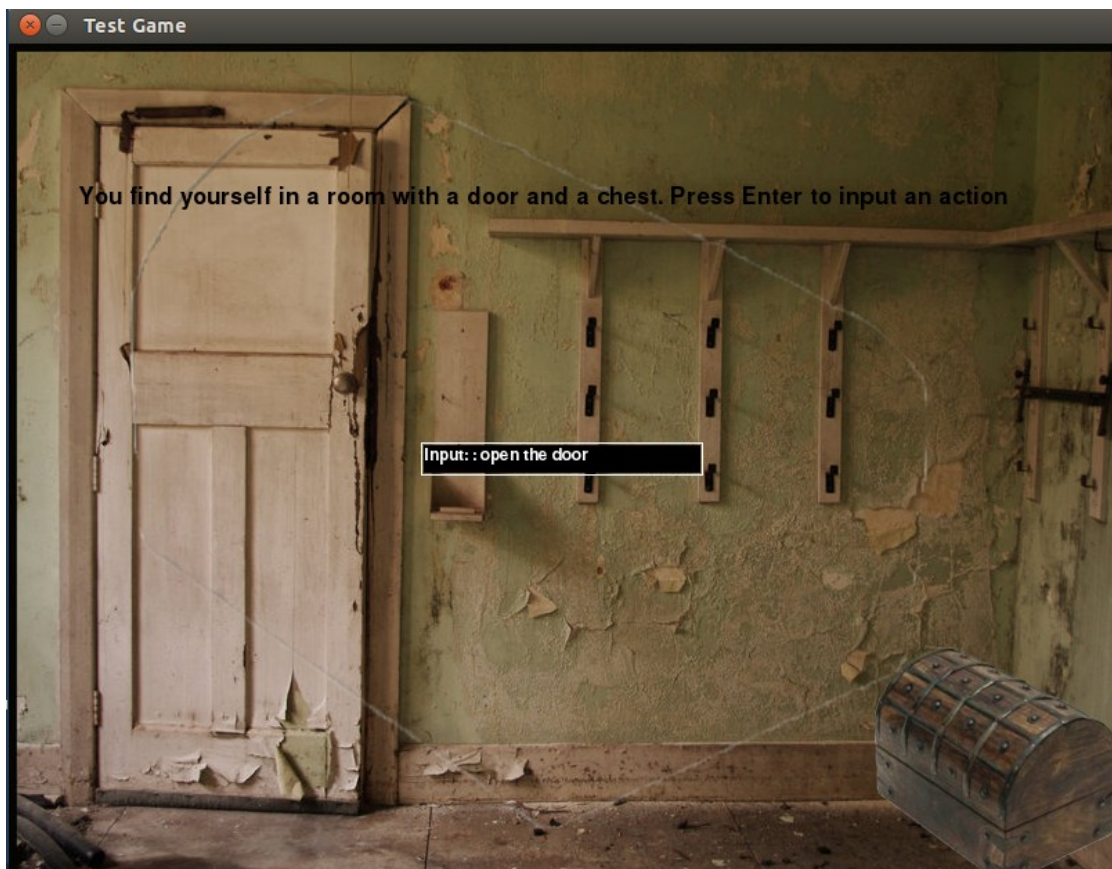 Test Game
You find yourself in a room with a door and a chest. Press Enter to input an action
Input: : open the door